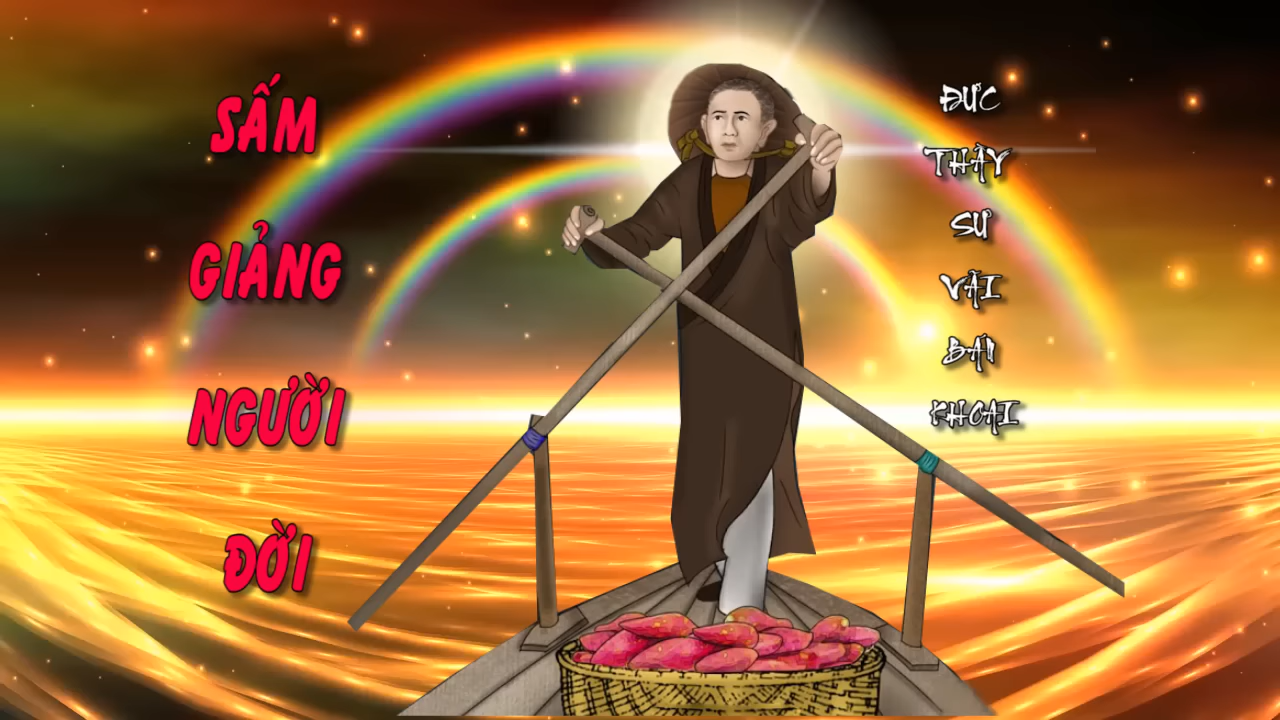 SẤM
GIẢNG
NGƯỜI
ĐỜI
ĐỨC
THẦY
SƯ
VÃI
BÁN
KHOAI